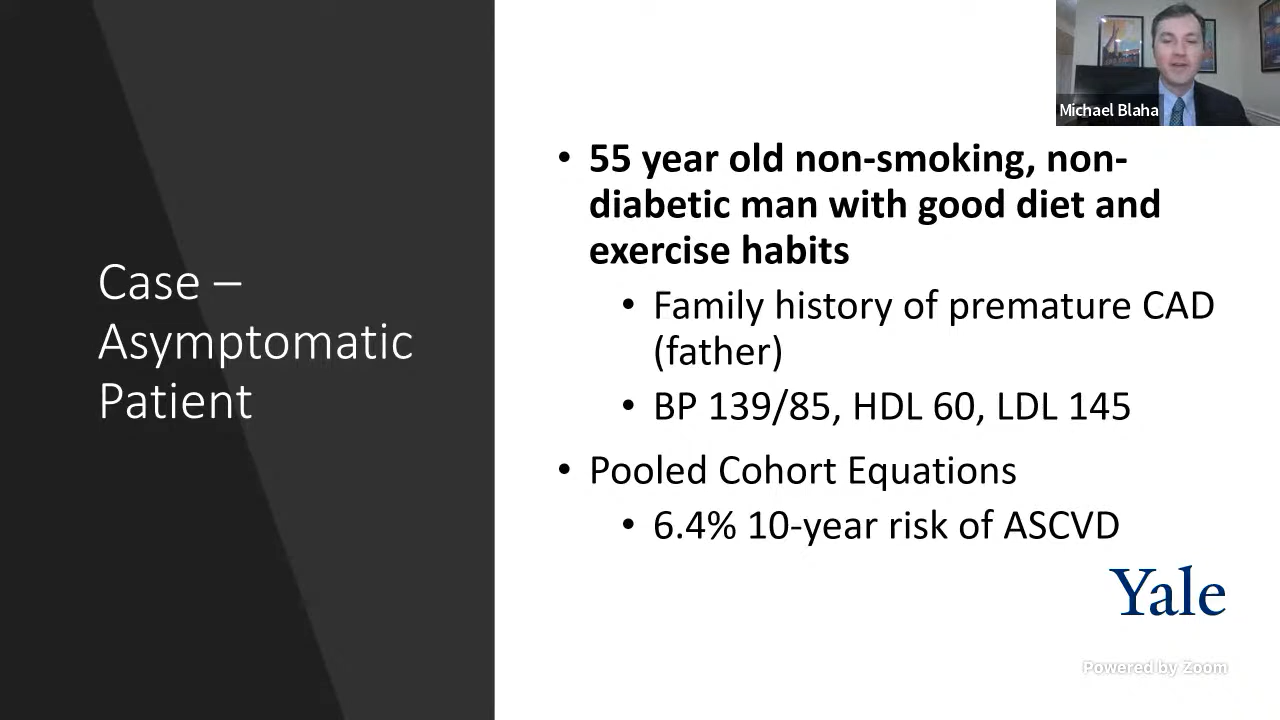 Michael Blaha
Case –
Asymptomatic
Patient
• 55 year old non-smoking, non-
diabetic man with good diet and
exercise habits
• Family history of premature CAD
(father)
• BP 139/85, HDL 60, LDL 145
• Pooled Cohort Equations
• 6.4% 10-year risk of ASCVD
Yale
Powered by Zoom